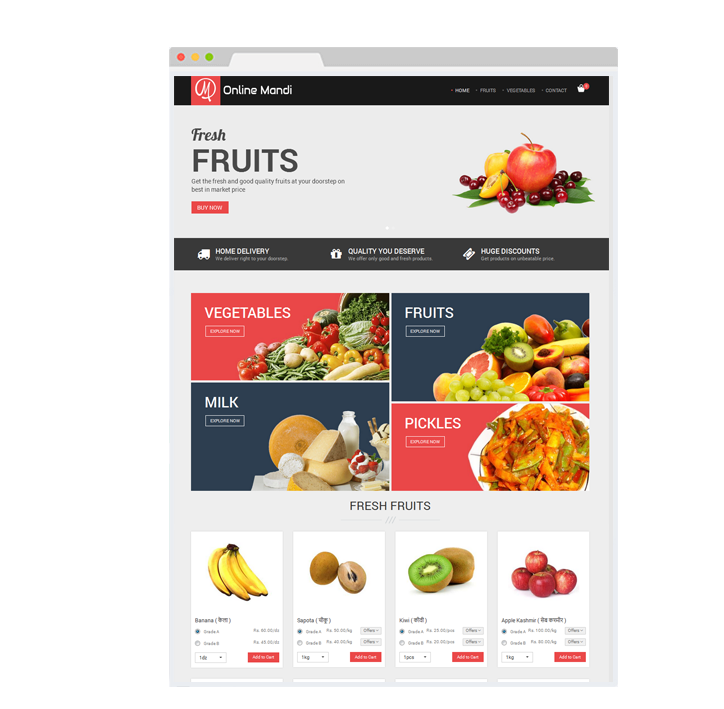 Online Mandi
HOME FRUITS VEGETABLES CONTACT
Fresh
FRUITS
Get the fresh and good quality fruits at your doorstep on
best in market price
BUY NOW
HOME DELIVERY
We deliver right to your doorstep.
QUALITY YOU DESERVE
We offer only good and fresh products.
HUGE DISCOUNTS
Get products on unbeatable price.
VEGETABLES
EXPLORE NOW
FRUITS
EXPLORE NOW
MILK
EXPLORE NOW
PICKLES
EXPLORE NOW
FRESH FRUITS
Banana ( केला )
Grade A Rs. 60.00/dz
Grade B Rs. 40.00/dz
1dz Add to Cart
Sapota ( चीकू )
Grade A Rs. 50.00/kg Offers
Grade B Rs. 40.00/kg Offers
1kg Add to Cart
Kiwi ( कीवी )
Grade A Rs. 25.00/pcs Offers
Grade B Rs. 20.00/pcs Offers
1pcs Add to Cart
Apple Kashmir ( सेब कश्मीर )
Grade A Rs. 100.00/kg Offers
Grade B Rs. 80.00/kg Offers
1kg Add to Cart